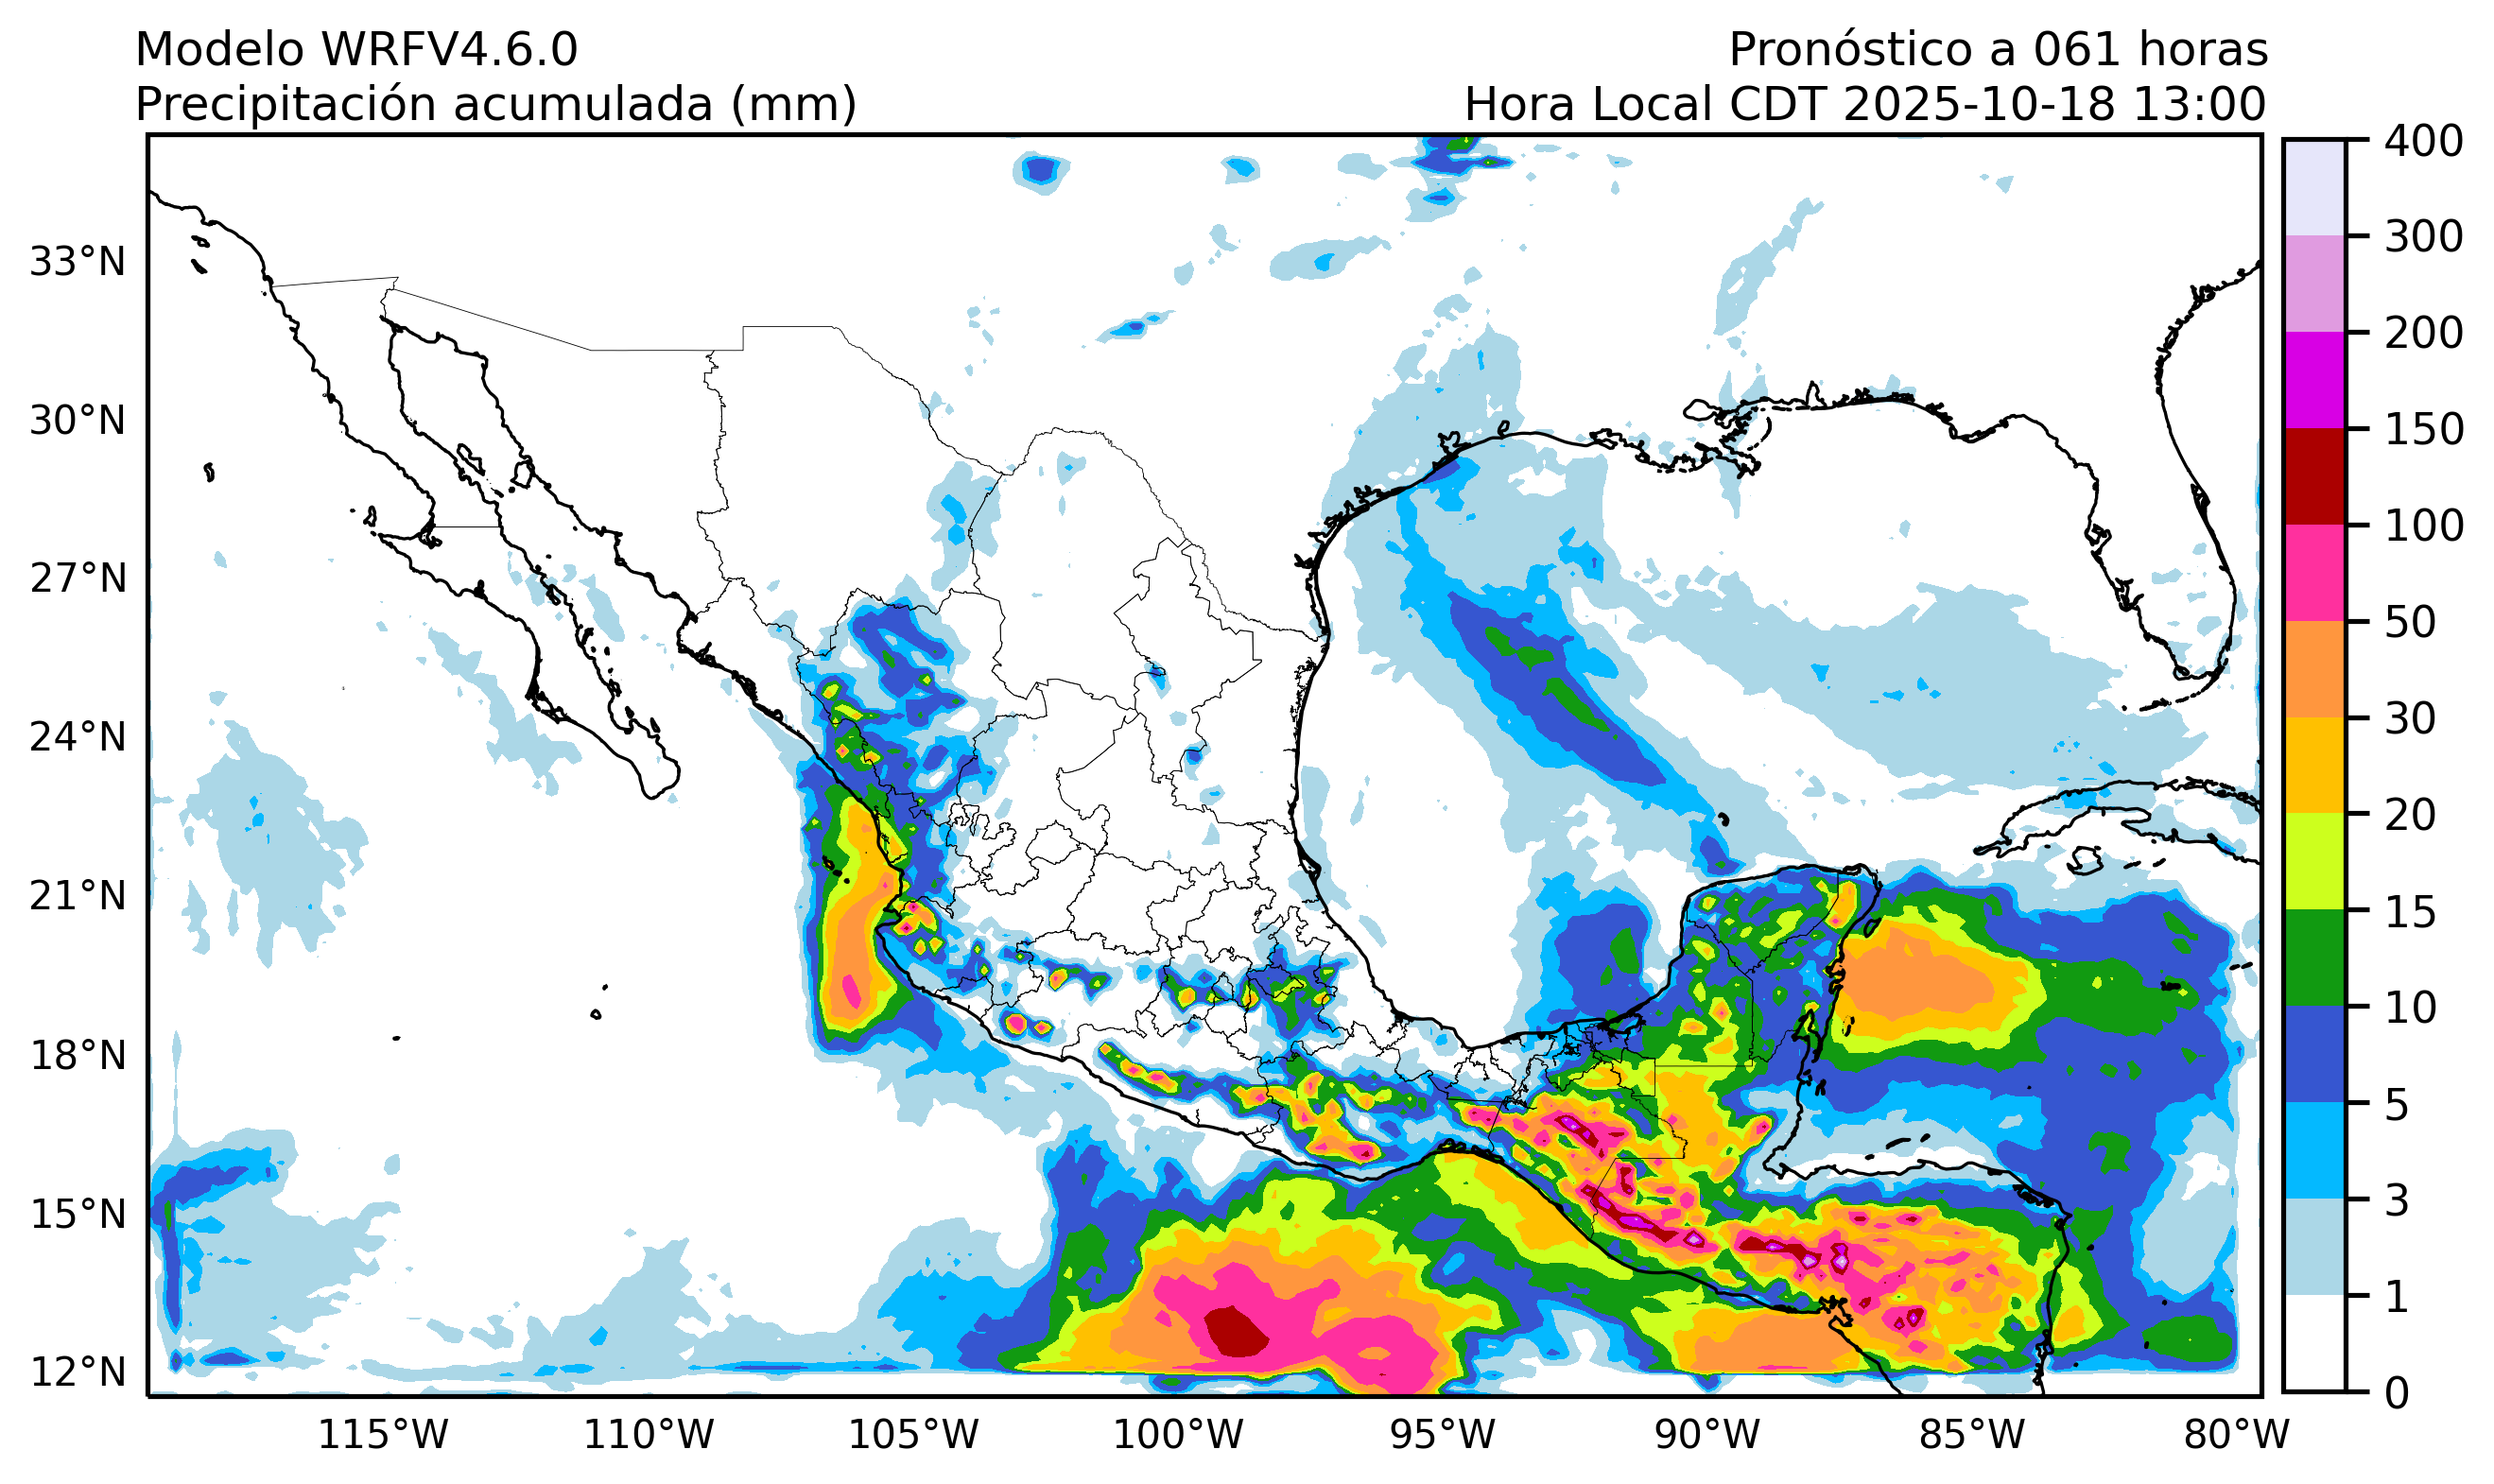 Modelo WRFV4.6.0
Pronóstico a 061 horas
Precipitación acumulada (mm)
Hora Local CDT 2025-10-18 13:00
33°N
30°N
27°N
24°N
21°N
18°N
15°N
12°N
115°W
110°W
105°W
100°W
95°W
90°W
85°W
80°W
400
300
200
150
100
50
30
20
15
10
5
3
1
0